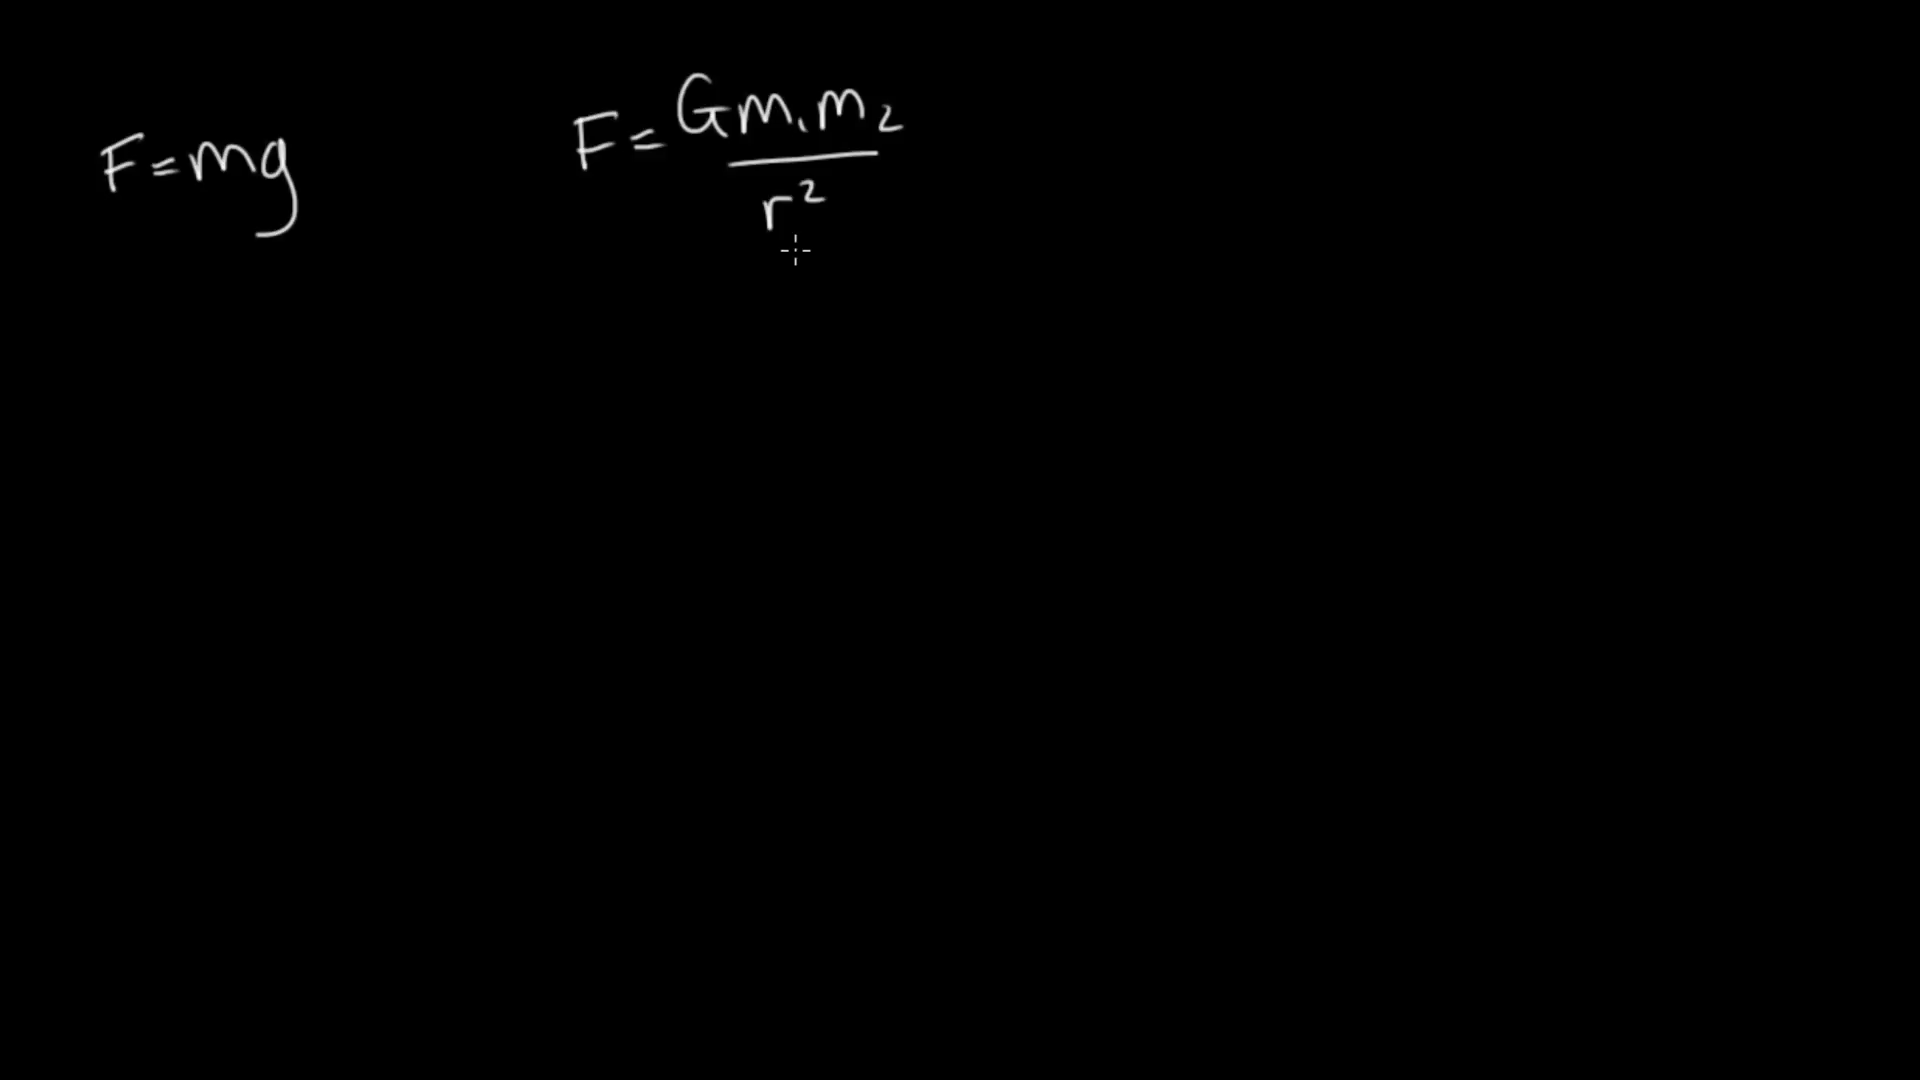 F=mg
F=Gm₁m₂
r²